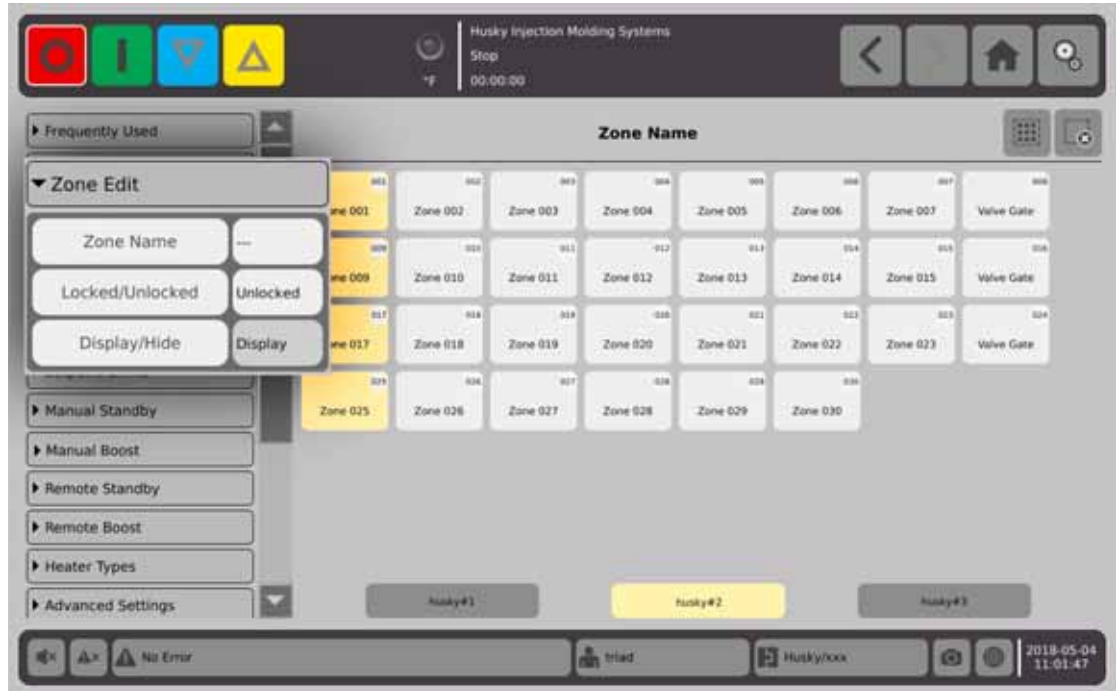 Husky Injection Molding Systems
Stop
°F 00:00:00
Frequently Used
Zone Name
Zone Edit
Zone Name ---
Locked/Unlocked Unlocked
Display/Hide Display
Manual Standby
Manual Boost
Remote Standby
Remote Boost
Heater Types
Advanced Settings
001 002 003 004 005 006 007 008
ne 001 Zone 002 Zone 003 Zone 004 Zone 005 Zone 006 Zone 007 Valve Gate
009 010 011 012 013 014 015 016
ne 009 Zone 010 Zone 011 Zone 012 Zone 013 Zone 014 Zone 015 Valve Gate
017 018 019 020 021 022 023 024
ne 017 Zone 018 Zone 019 Zone 020 Zone 021 Zone 022 Zone 023 Valve Gate
025 026 027 028 029 030
Zone 025 Zone 026 Zone 027 Zone 028 Zone 029 Zone 030
husky#1 husky#2 husky#3
No Error triad Husky/xxx 2018-05-04
11:01:47